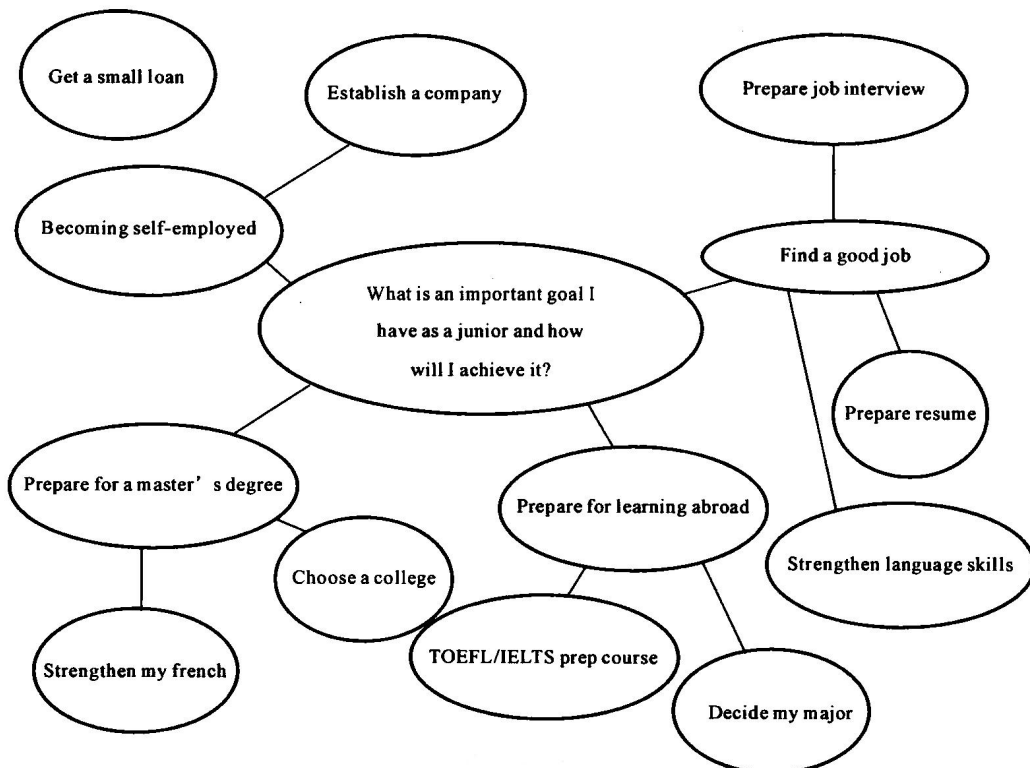 Get a small loan
Establish a company
Prepare job interview
Becoming self-employed
Find a good job
What is an important goal I
have as a junior and how
will I achieve it?
Prepare resume
Prepare for a master’s degree
Prepare for learning abroad
Strengthen language skills
Choose a college
TOEFL/IELTS prep course
Strengthen my french
Decide my major